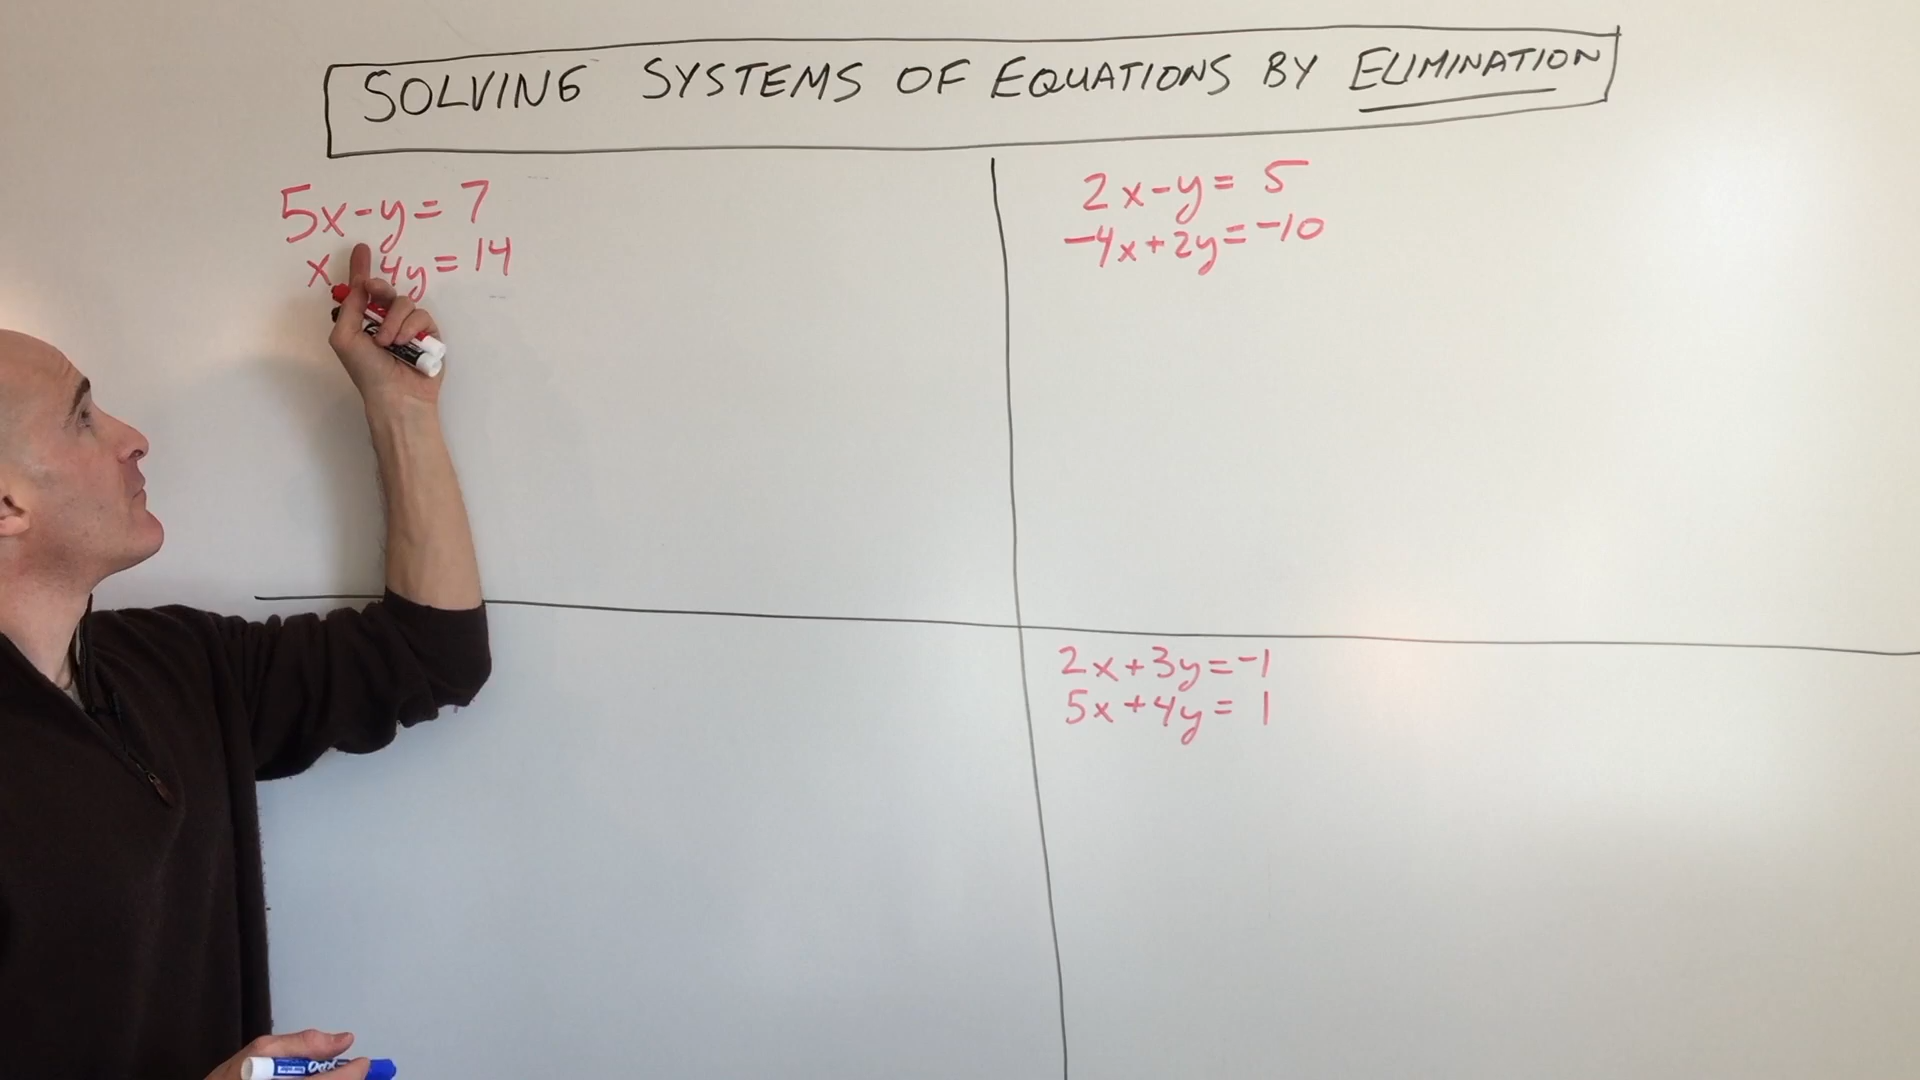 SOLVING SYSTEMS OF EQUATIONS BY ELIMINATION
5x-y=7
x 4y=14
2x-y=5
-4x+2y=-10
2x+3y=-1
5x+4y=1
EXPO